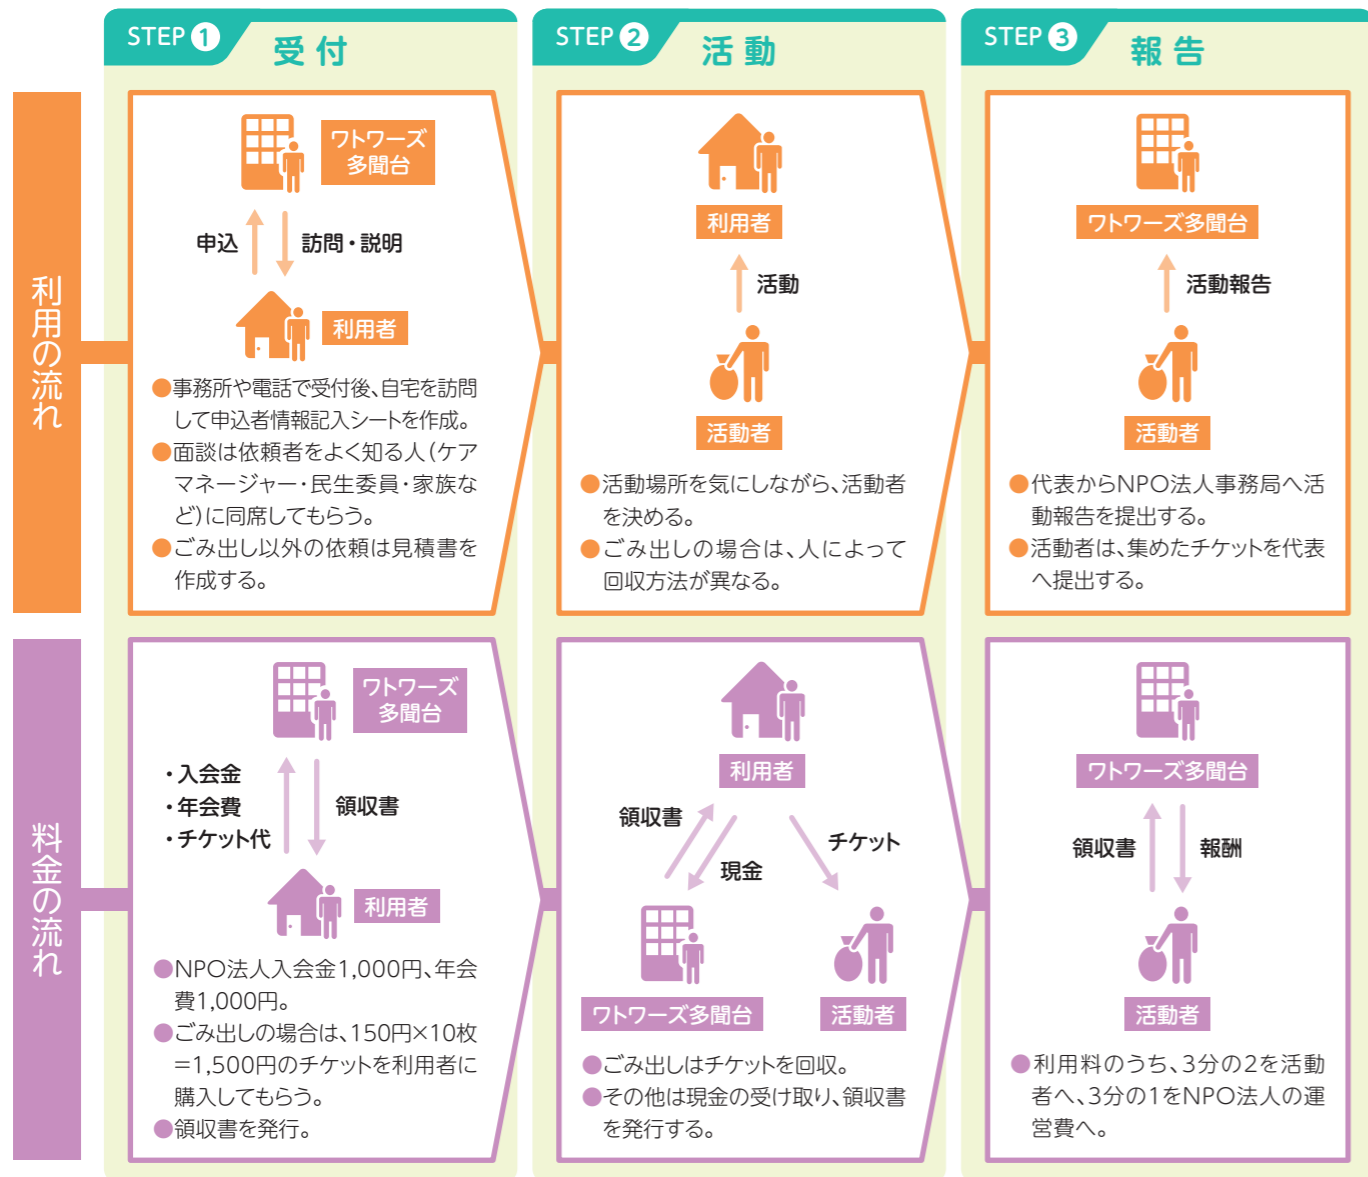 STEP 1 受付
STEP 2 活動
STEP 3 報告
利用の流れ
ワトワーズ
多聞台
申込
訪問・説明
利用者
●事務所や電話で受付後、自宅を訪問
して申込者情報記入シートを作成。
●面談は依頼者をよく知る人(ケア
マネージャー・民生委員・家族な
ど)に同席してもらう。
●ごみ出し以外の依頼は見積書を
作成する。
利用者
活動
活動者
●活動場所を気にしながら、活動者
を決める。
●ごみ出しの場合は、人によって
回収方法が異なる。
ワトワーズ多聞台
活動報告
活動者
●代表からNPO法人事務局へ活
動報告を提出する。
●活動者は、集めたチケットを代表
へ提出する。
料金の流れ
ワトワーズ
多聞台
・入会金
・年会費
・チケット代
領収書
利用者
●NPO法人入会金1,000円、年会
費1,000円。
●ごみ出しの場合は、150円×10枚
=1,500円のチケットを利用者に
購入してもらう。
●領収書を発行。
利用者
領収書
現金
チケット
ワトワーズ多聞台
活動者
●ごみ出しはチケットを回収。
●その他は現金の受け取り、領収書
を発行する。
ワトワーズ多聞台
領収書
報酬
活動者
●利用料のうち、3分の2を活動
者へ、3分の1をNPO法人の運
営費へ。